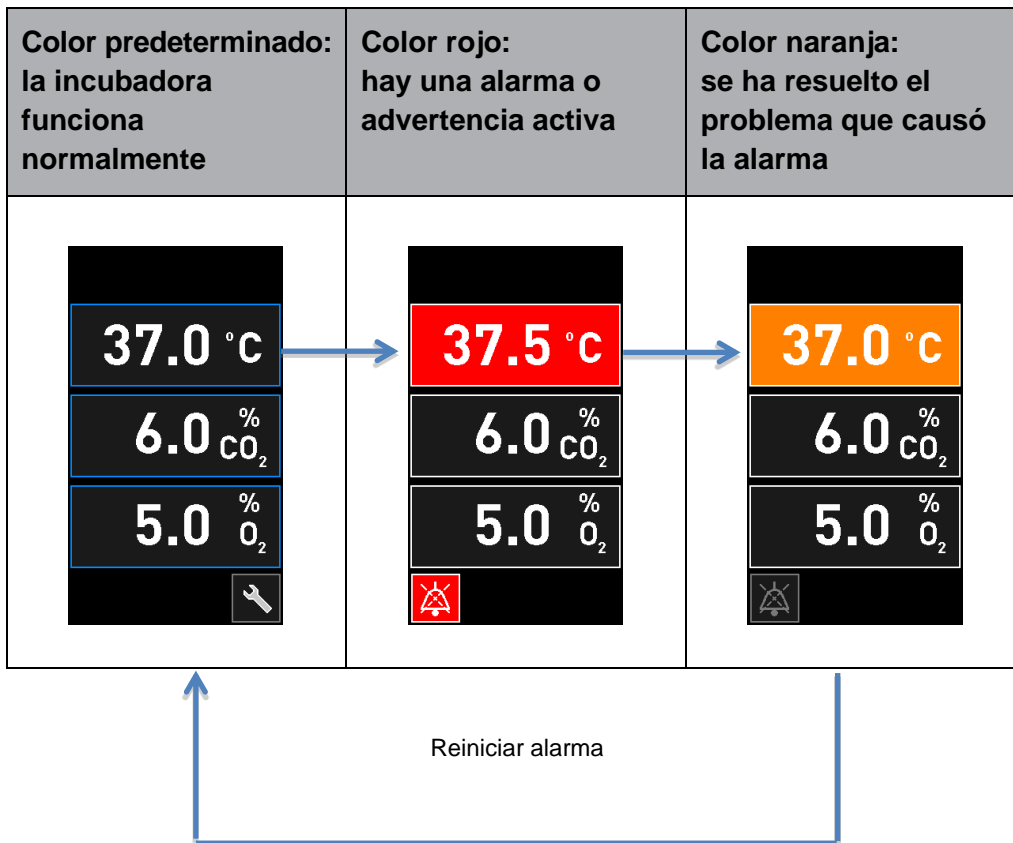 Color predeterminado:
la incubadora
funciona
normalmente
Color rojo:
hay una alarma o
advertencia activa
Color naranja:
se ha resuelto el
problema que causó
la alarma
37.0 °C
6.0 % CO₂
5.0 % O₂
37.5 °C
6.0 % CO₂
5.0 % O₂
37.0 °C
6.0 % CO₂
5.0 % O₂
Reiniciar alarma